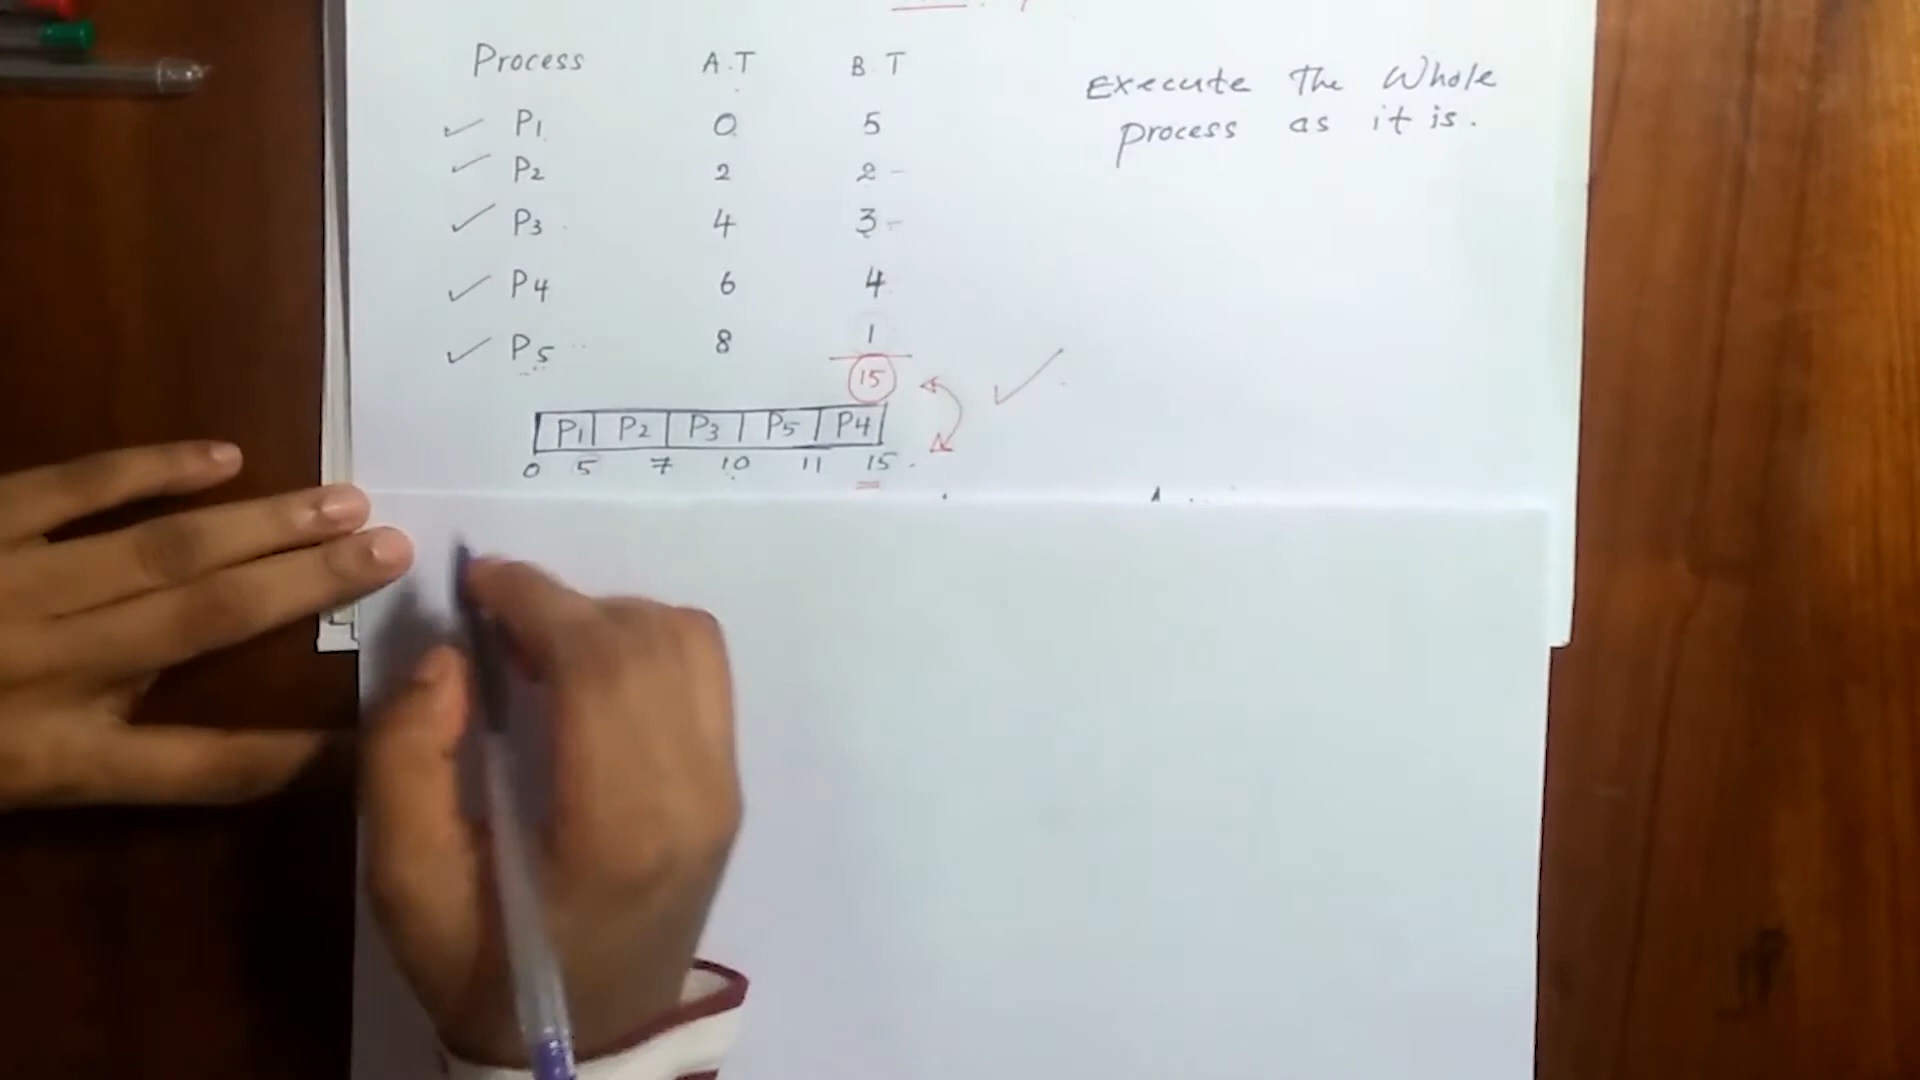 Process A.T B.T
P1 0 5
P2 2 2
P3 4 3
P4 6 4
P5 8 1
15
P1 P2 P3 P5 P4
0 5 7 10 11 15
Execute The Whole
process as it is.